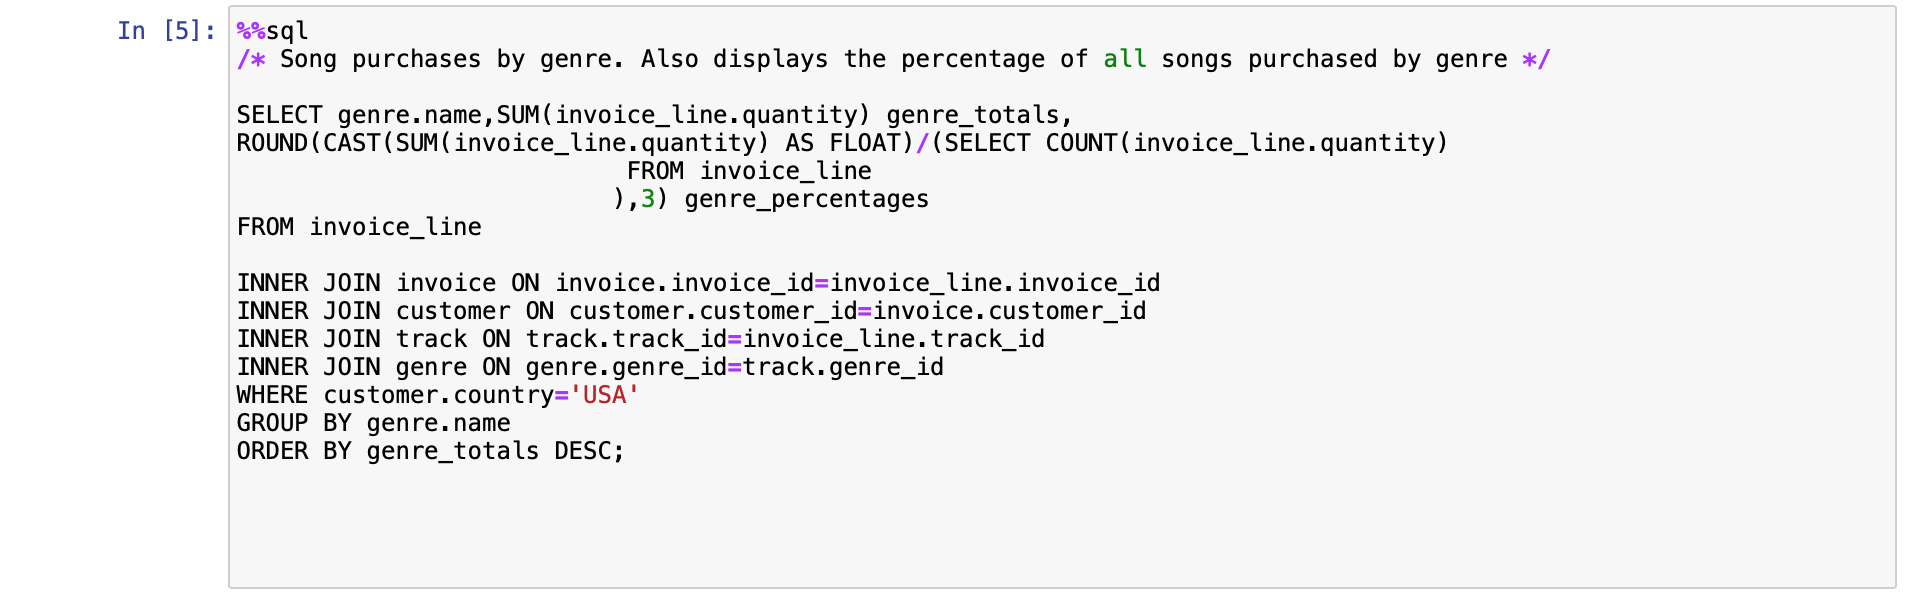 In [5]:
%%sql
/* Song purchases by genre. Also displays the percentage of all songs purchased by genre */
SELECT genre.name,SUM(invoice_line.quantity) genre_totals,
ROUND(CAST(SUM(invoice_line.quantity) AS FLOAT)/(SELECT COUNT(invoice_line.quantity)
FROM invoice_line
),3) genre_percentages
FROM invoice_line
INNER JOIN invoice ON invoice.invoice_id=invoice_line.invoice_id
INNER JOIN customer ON customer.customer_id=invoice.customer_id
INNER JOIN track ON track.track_id=invoice_line.track_id
INNER JOIN genre ON genre.genre_id=track.genre_id
WHERE customer.country='USA'
GROUP BY genre.name
ORDER BY genre_totals DESC;